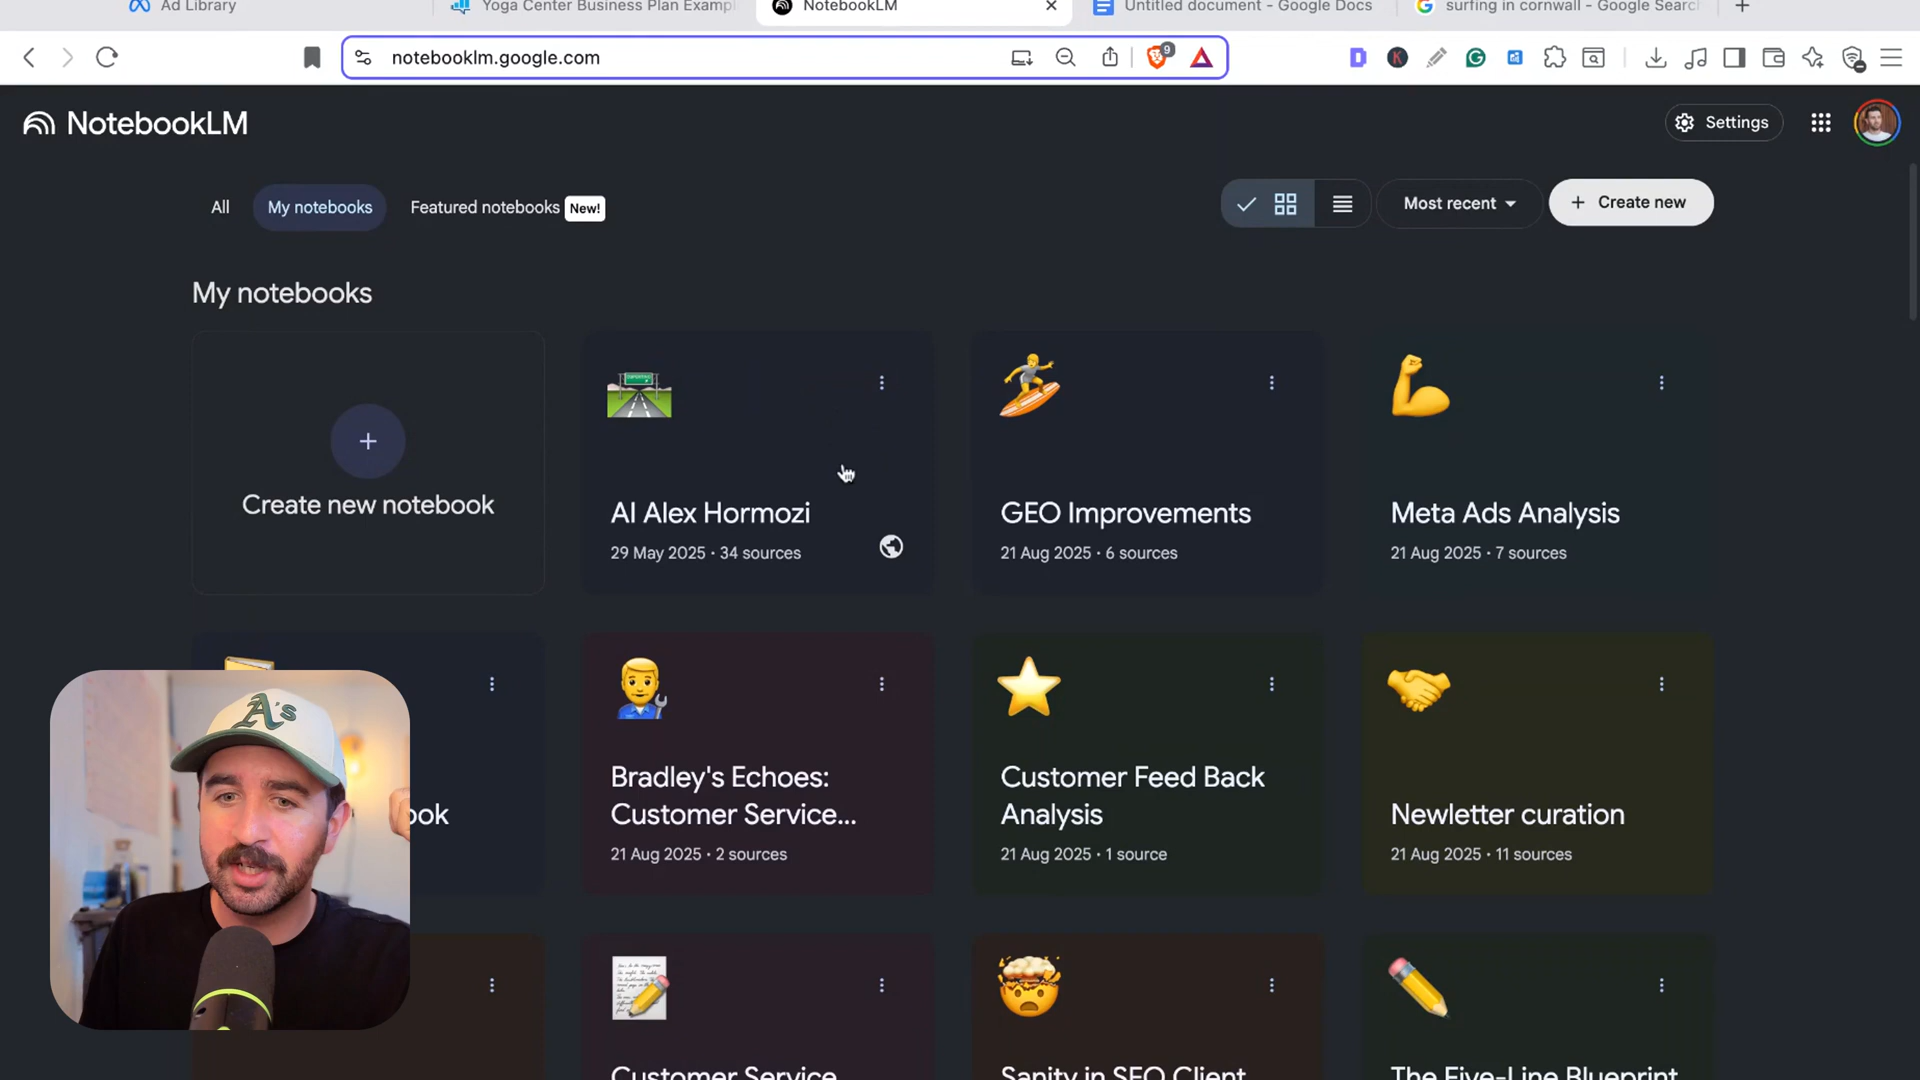 Ad Library
Yoga Center Business Plan Exampl
NotebookLM
Untitled document - Google Docs
surfing in cornwall - Google Searc
notebooklm.google.com
9
NotebookLM
Settings
All
My notebooks
Featured notebooks New!
Most recent
Create new
My notebooks
Create new notebook
AI Alex Hormozi
29 May 2025 · 34 sources
GEO Improvements
21 Aug 2025 · 6 sources
Meta Ads Analysis
21 Aug 2025 · 7 sources
ook
Bradley's Echoes:
Customer Service...
21 Aug 2025 · 2 sources
Customer Feed Back
Analysis
21 Aug 2025 · 1 source
Newletter curation
21 Aug 2025 · 11 sources
A's
Customer Service
Sanity in SEO Client
The Five-Line Blueprint